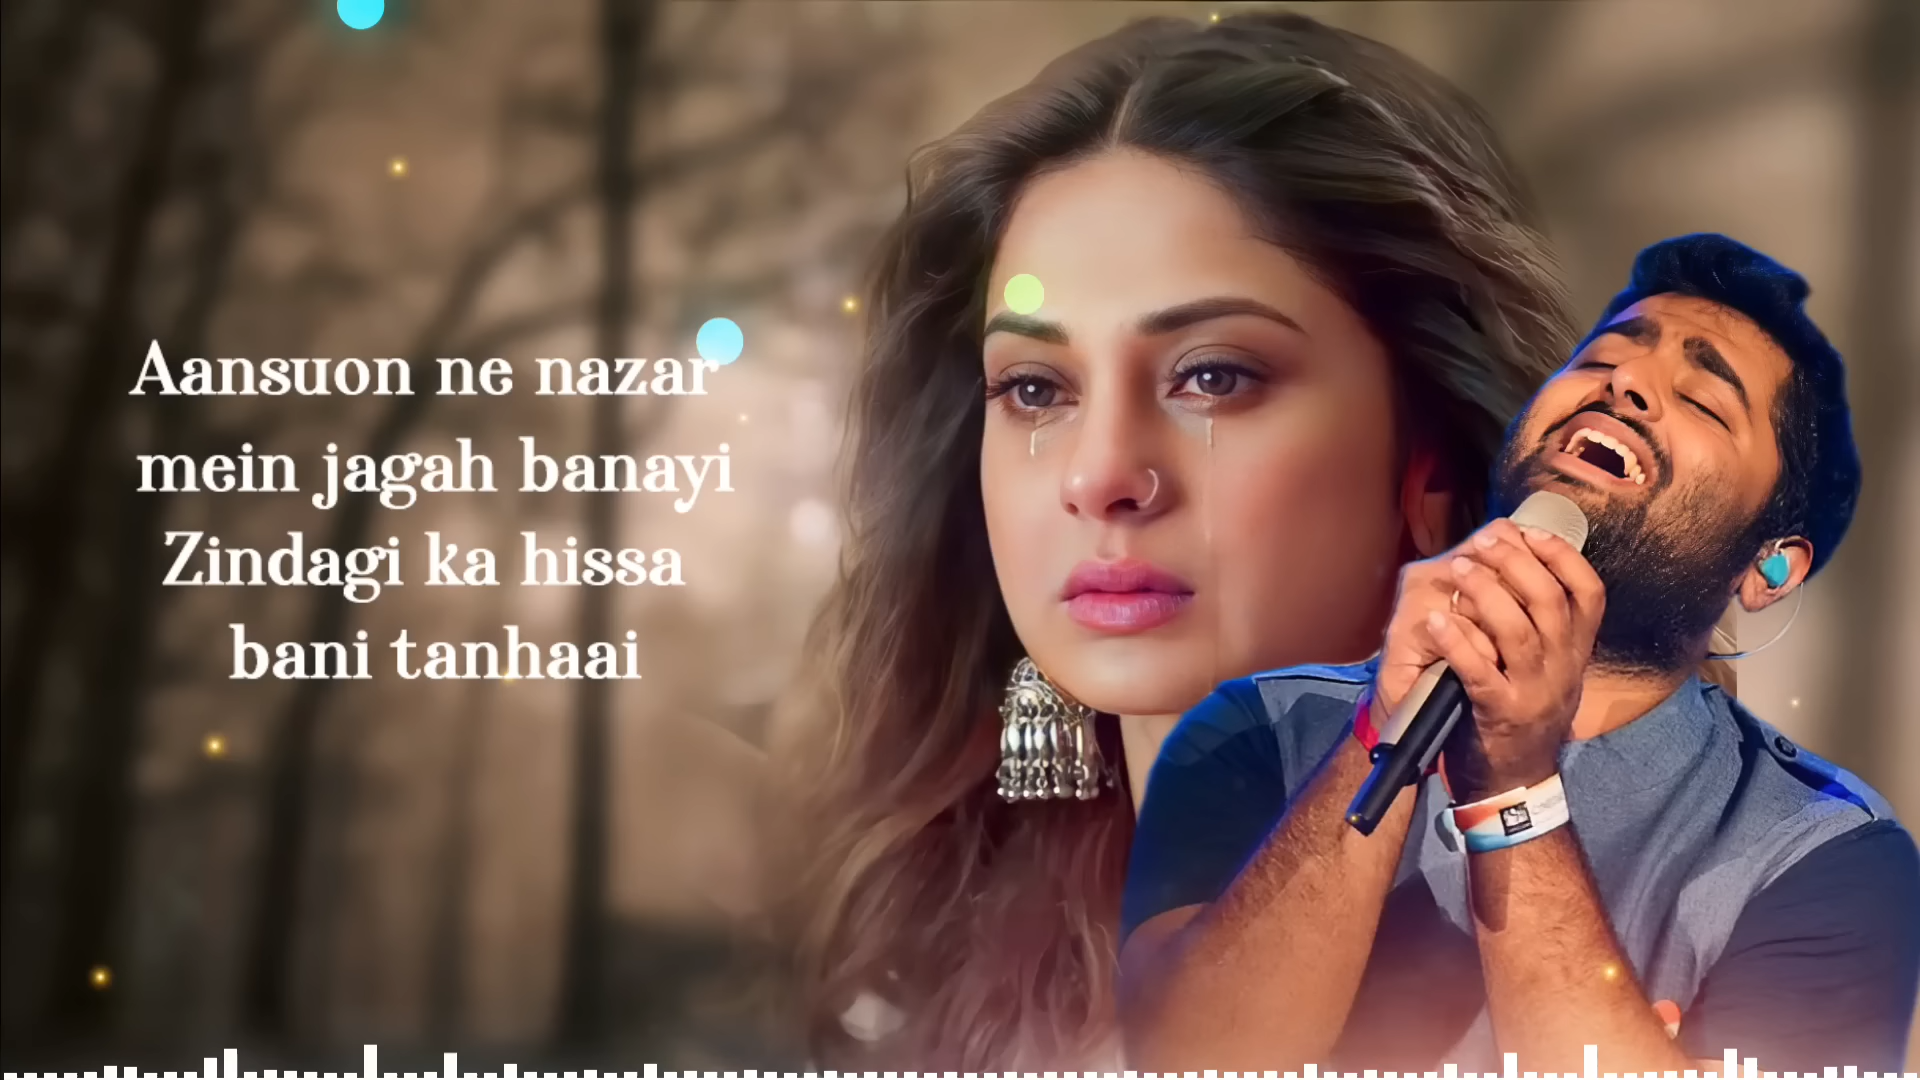 Aansuon ne nazar
mein jagah banayi
Zindagi ka hissa
bani tanhaai